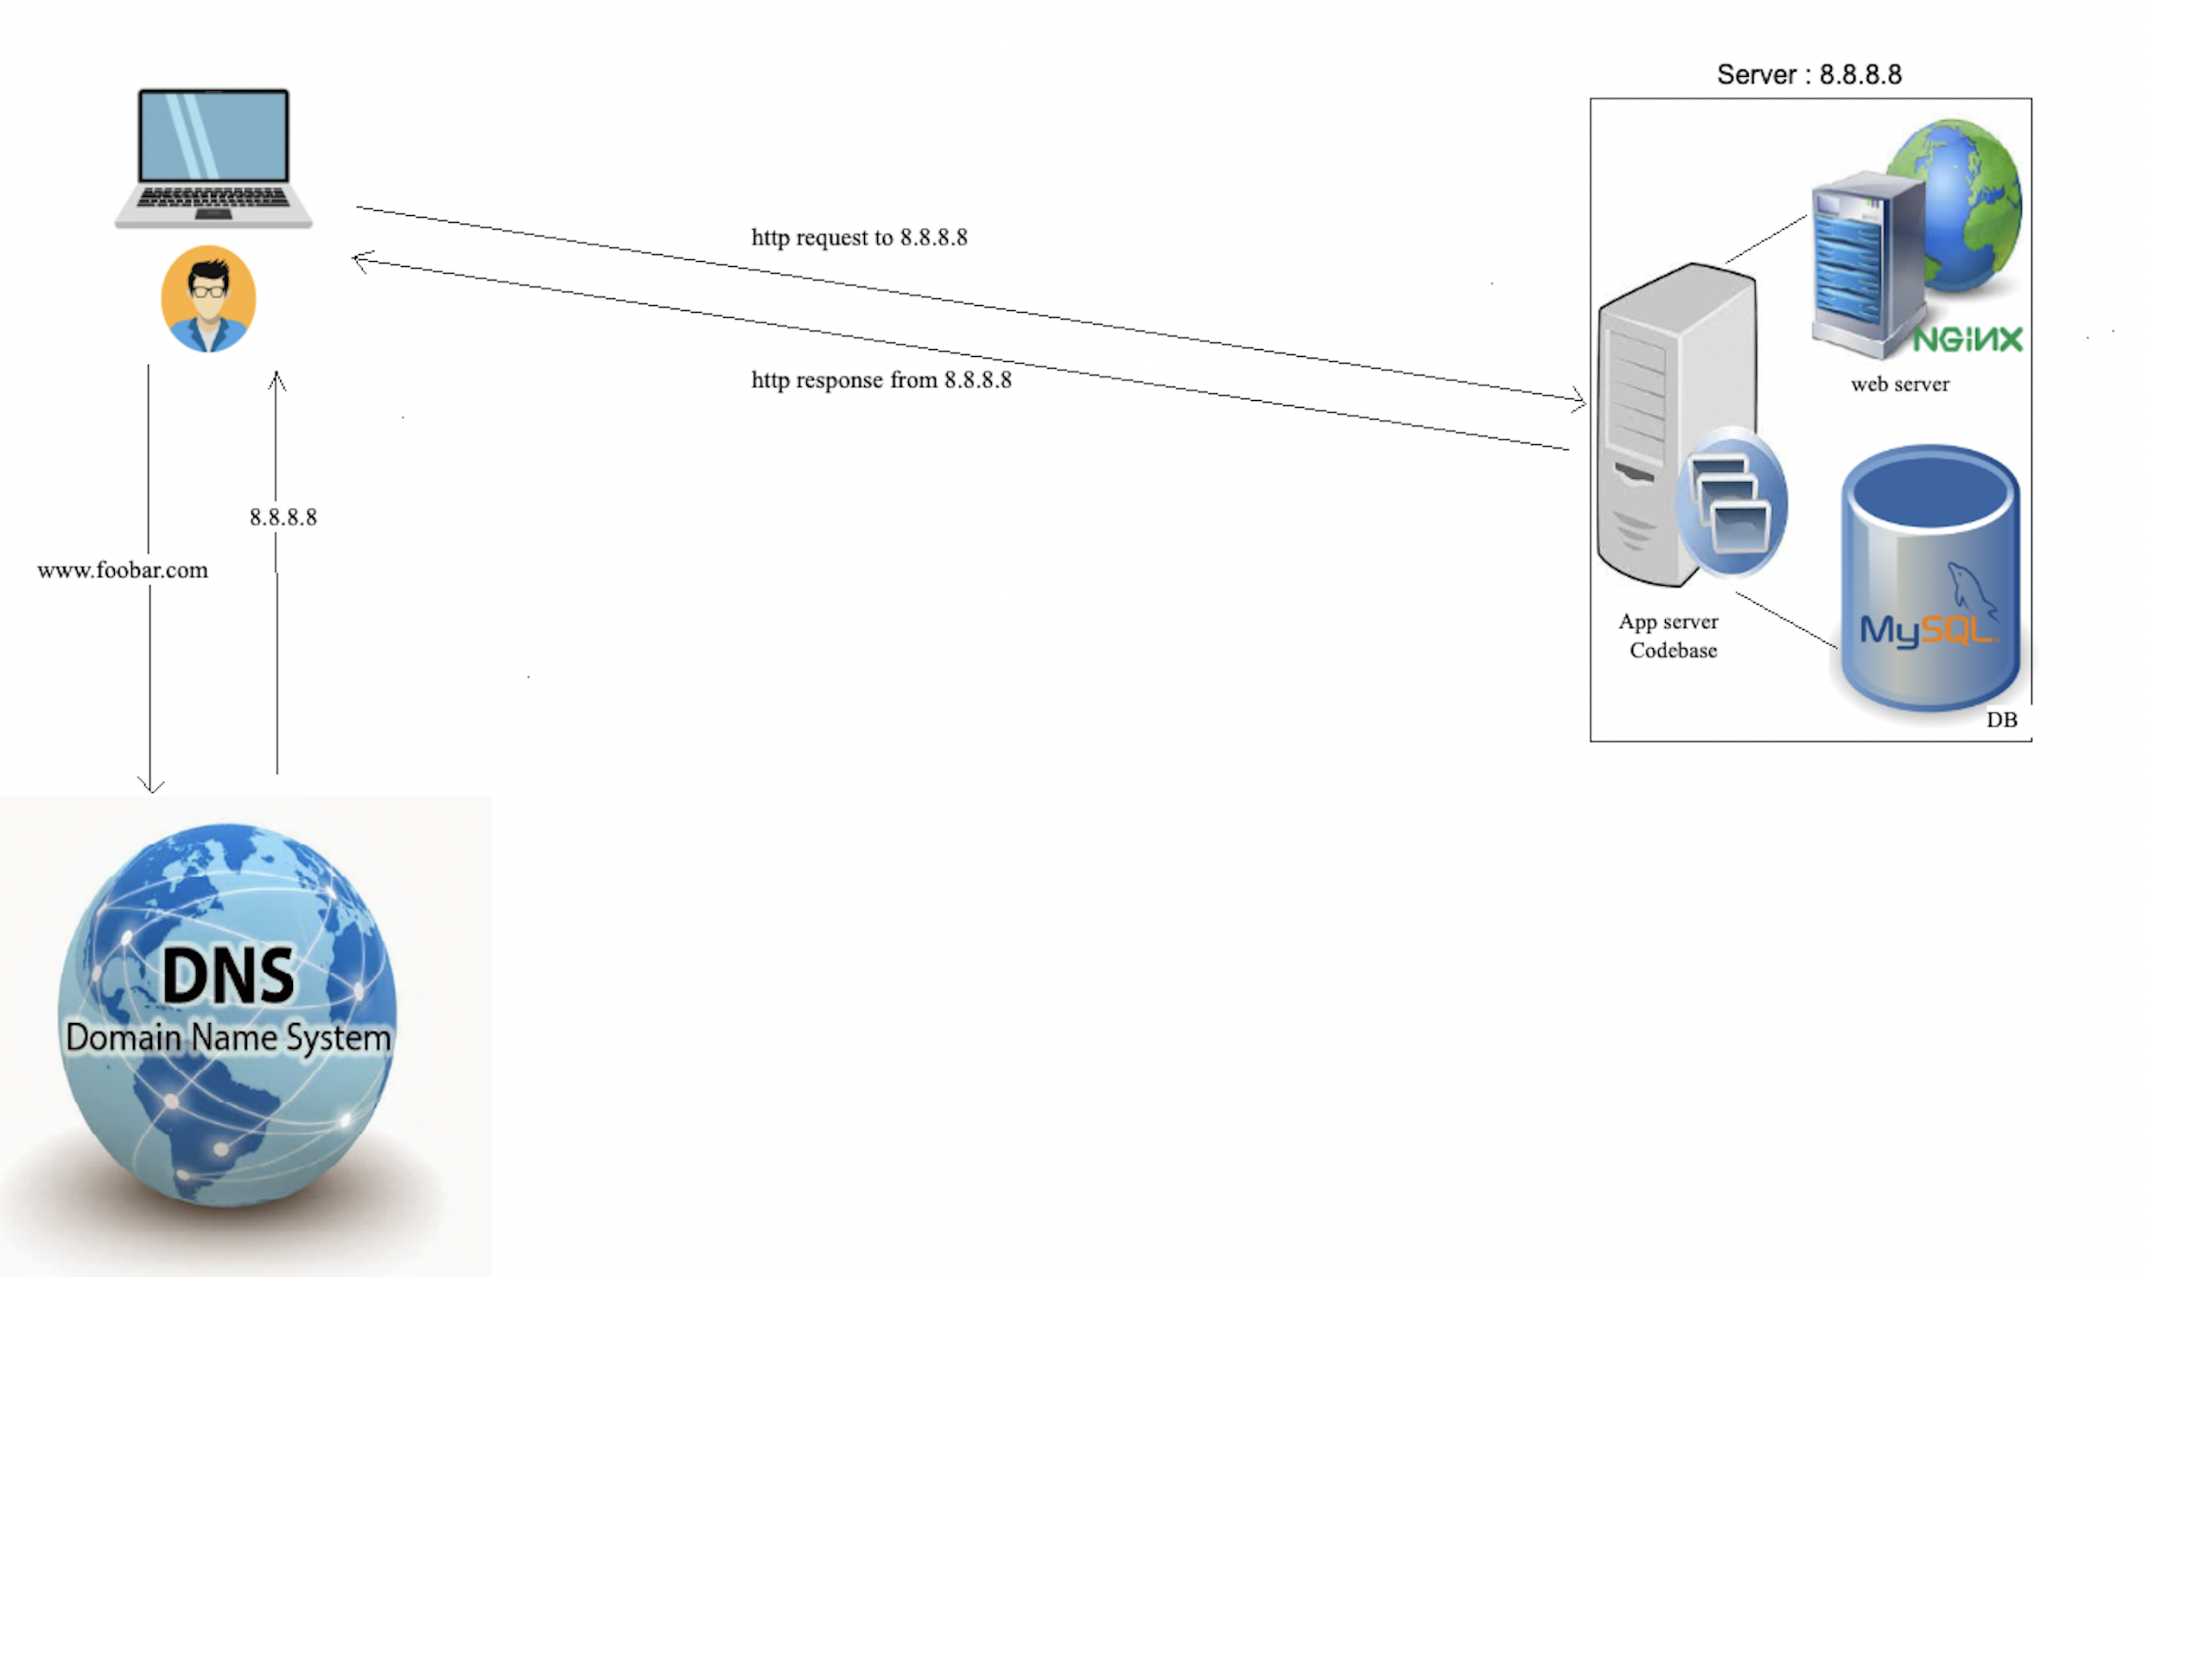 Server : 8.8.8.8
http request to 8.8.8.8
NGiNX
http response from 8.8.8.8
web server
8.8.8.8
www.foobar.com
App server
Codebase
MySQL
DB
DNS
Domain Name System